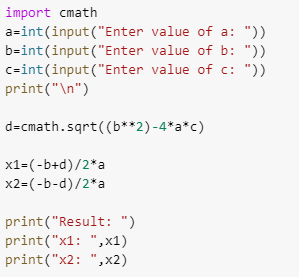 import cmath
a=int(input("Enter value of a: "))
b=int(input("Enter value of b: "))
c=int(input("Enter value of c: "))
print("\n")
d=cmath.sqrt((b**2)-4*a*c)
x1=(-b+d)/2*a
x2=(-b-d)/2*a
print("Result: ")
print("x1: ",x1)
print("x2: ",x2)